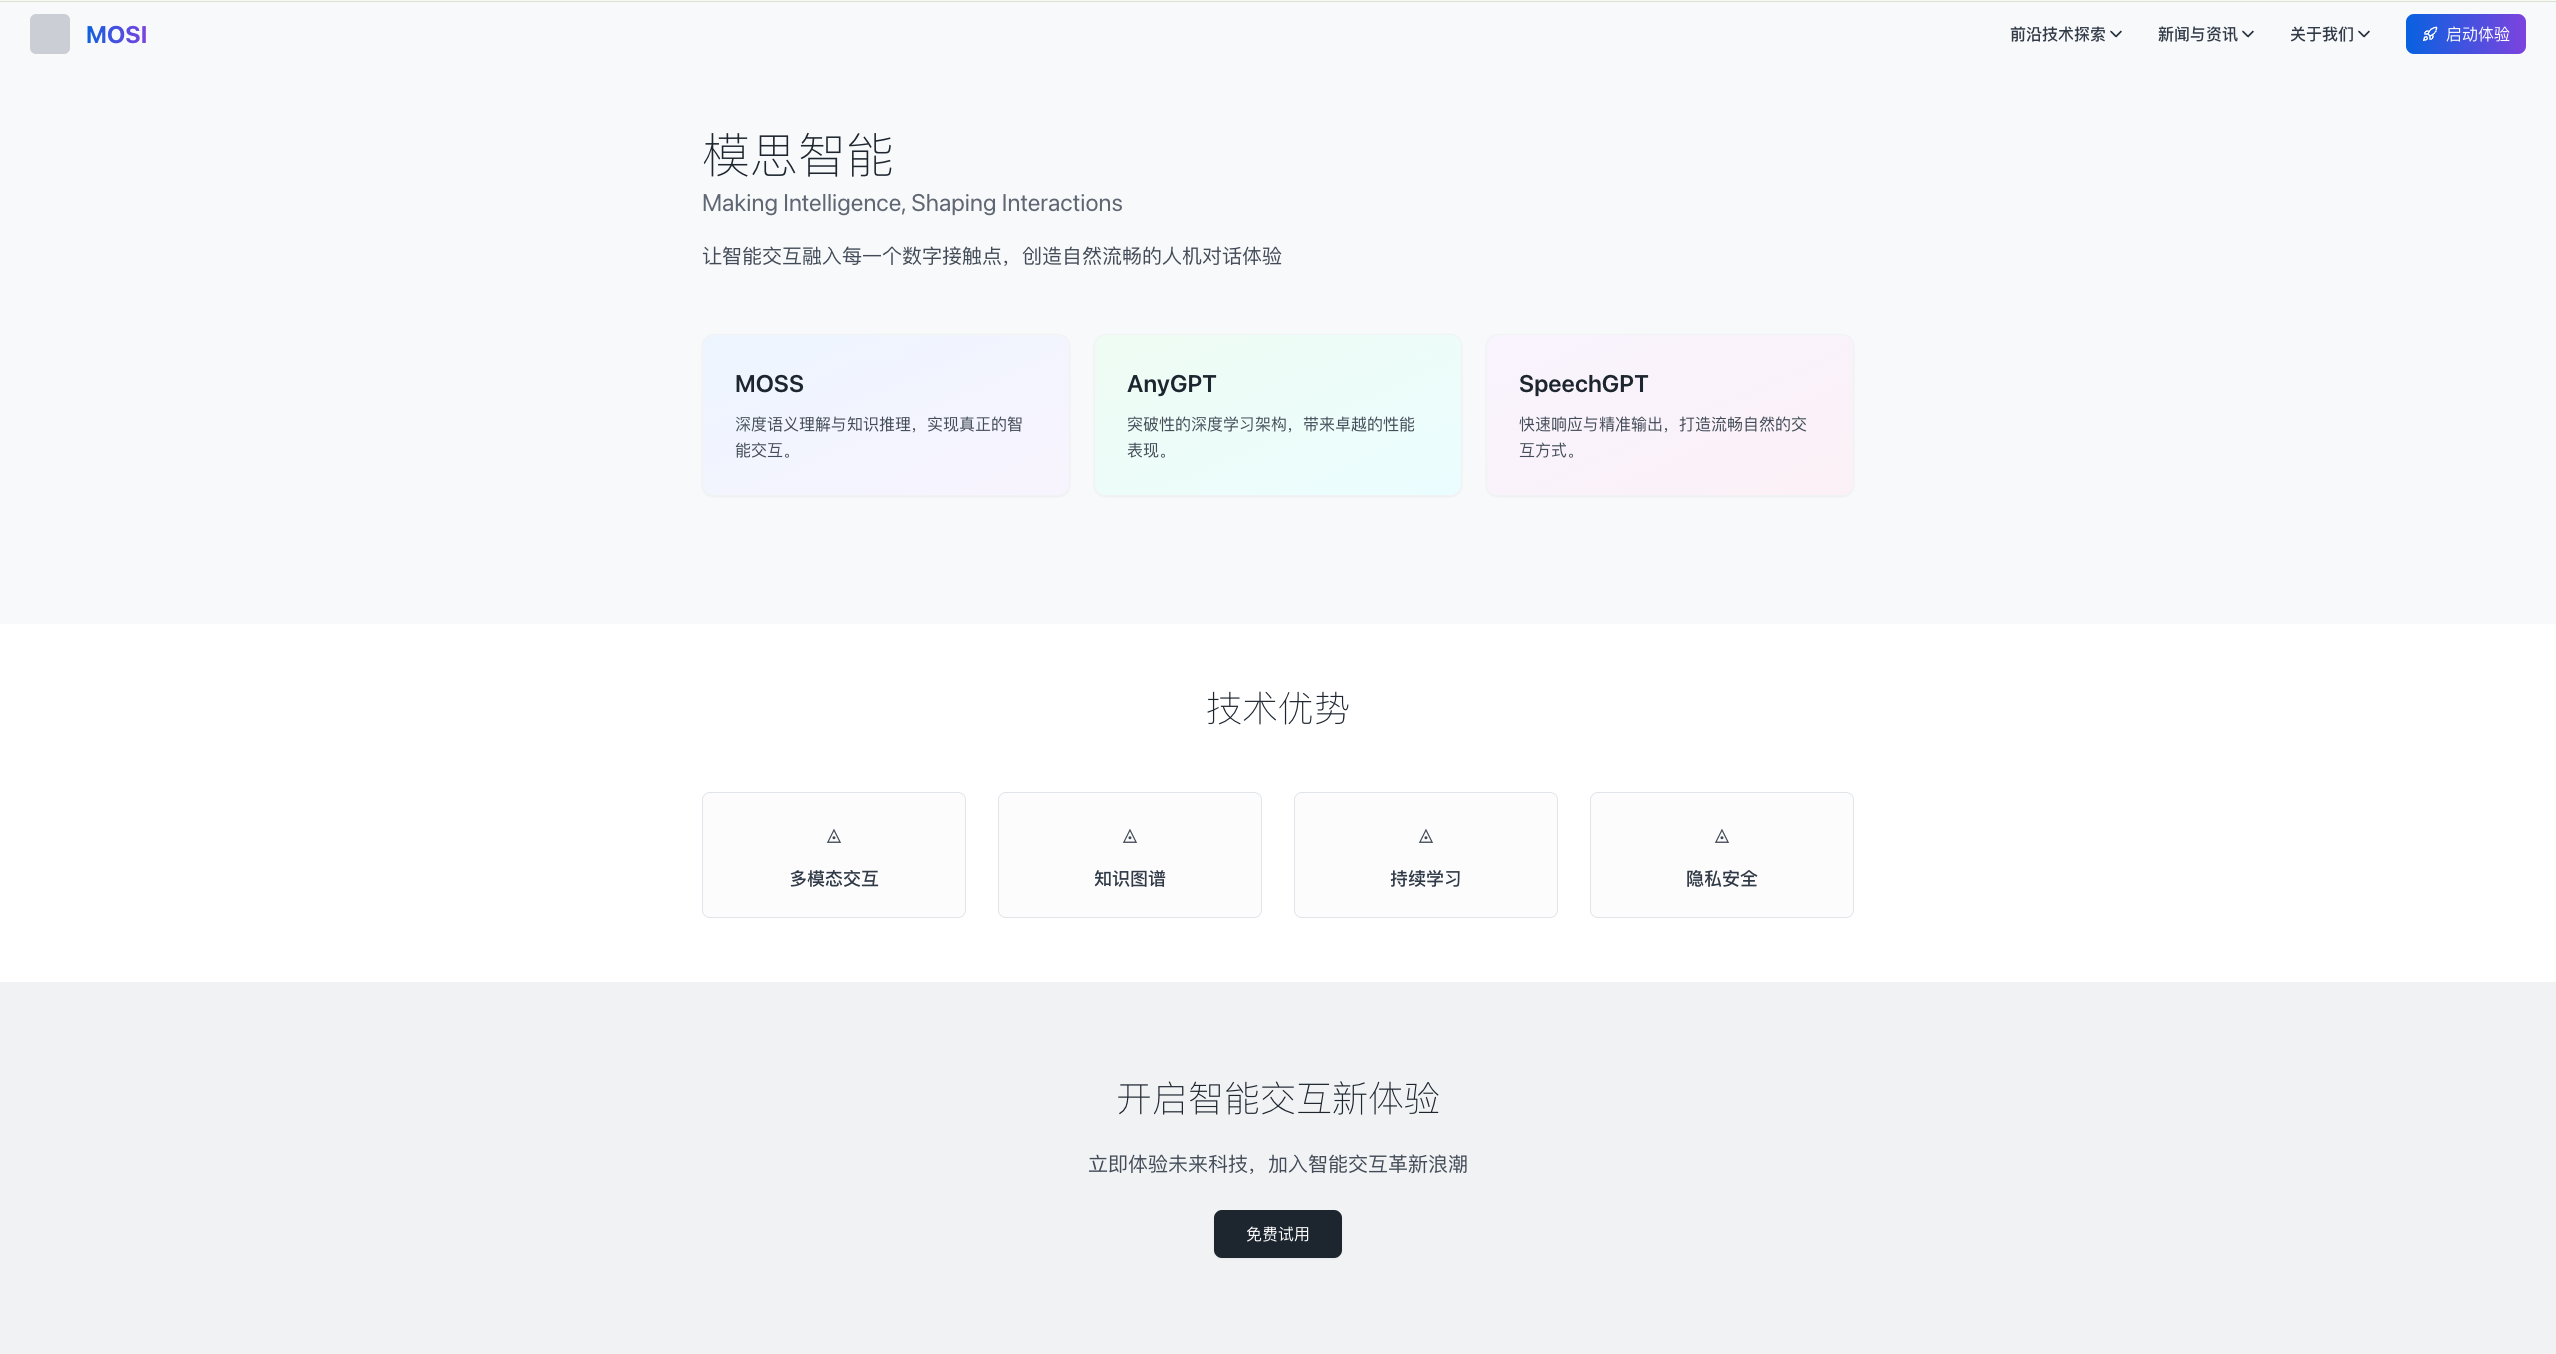 MOSI
前沿技术探索
新闻与资讯
关于我们
启动体验
模思智能
Making Intelligence, Shaping Interactions
让智能交互融入每一个数字接触点，创造自然流畅的人机对话体验
MOSS
深度语义理解与知识推理，实现真正的智
能交互。
AnyGPT
突破性的深度学习架构，带来卓越的性能
表现。
SpeechGPT
快速响应与精准输出，打造流畅自然的交
互方式。
技术优势
多模态交互
知识图谱
持续学习
隐私安全
开启智能交互新体验
立即体验未来科技，加入智能交互革新浪潮
免费试用